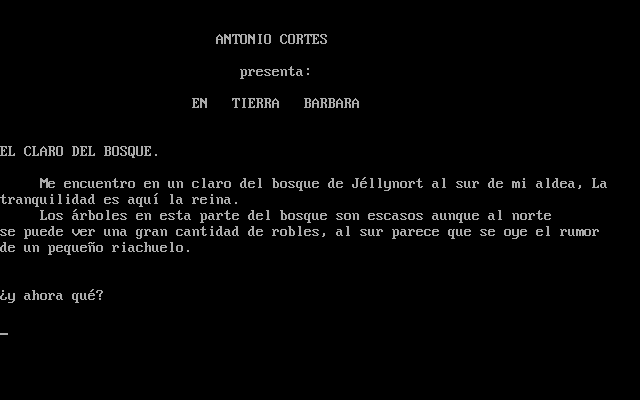 ANTONIO CORTES
presenta:
EN TIERRA BARBARA
EL CLARO DEL BOSQUE.
Me encuentro en un claro del bosque de Jéllynort al sur de mi aldea, La
tranquilidad es aquí la reina.
Los árboles en esta parte del bosque son escasos aunque al norte
se puede ver una gran cantidad de robles, al sur parece que se oye el rumor
de un pequeño riachuelo.
¿y ahora qué?